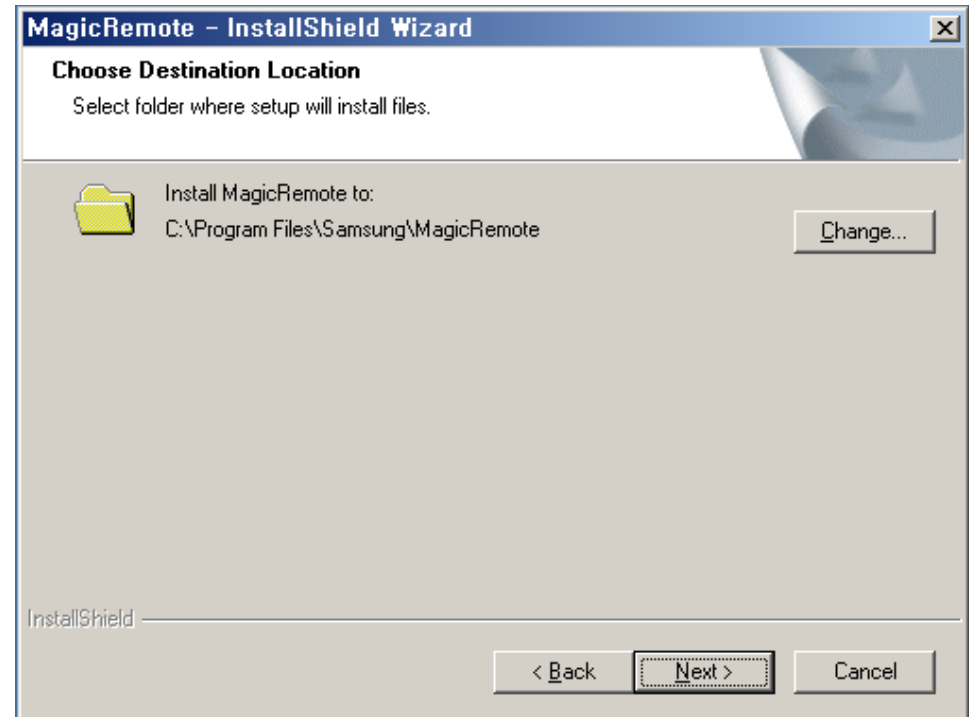 MagicRemote - InstallShield Wizard
Choose Destination Location
Select folder where setup will install files.
Install MagicRemote to:
C:\Program Files\Samsung\MagicRemote
Change...
InstallShield
< Back
Next >
Cancel